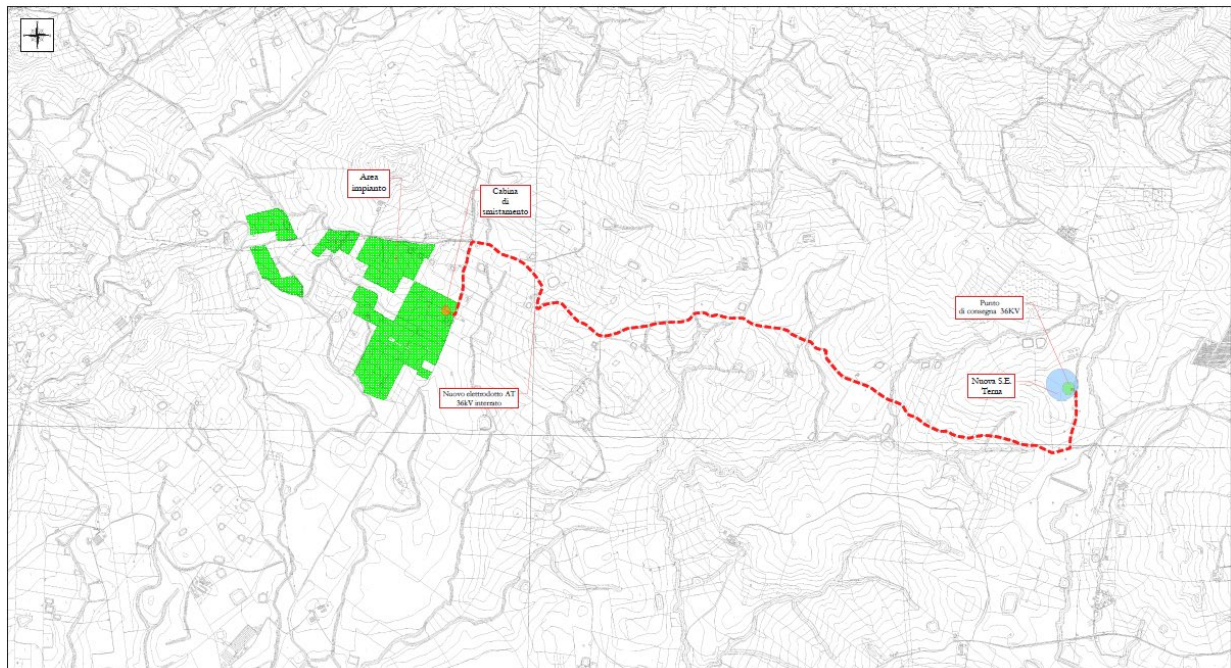 Area
impianto
Cabina
di
smistamento
Punto
di consegna 36KV
Nuova S.E.
Terna
Nuovo elettrodotto AT
36kV interrato